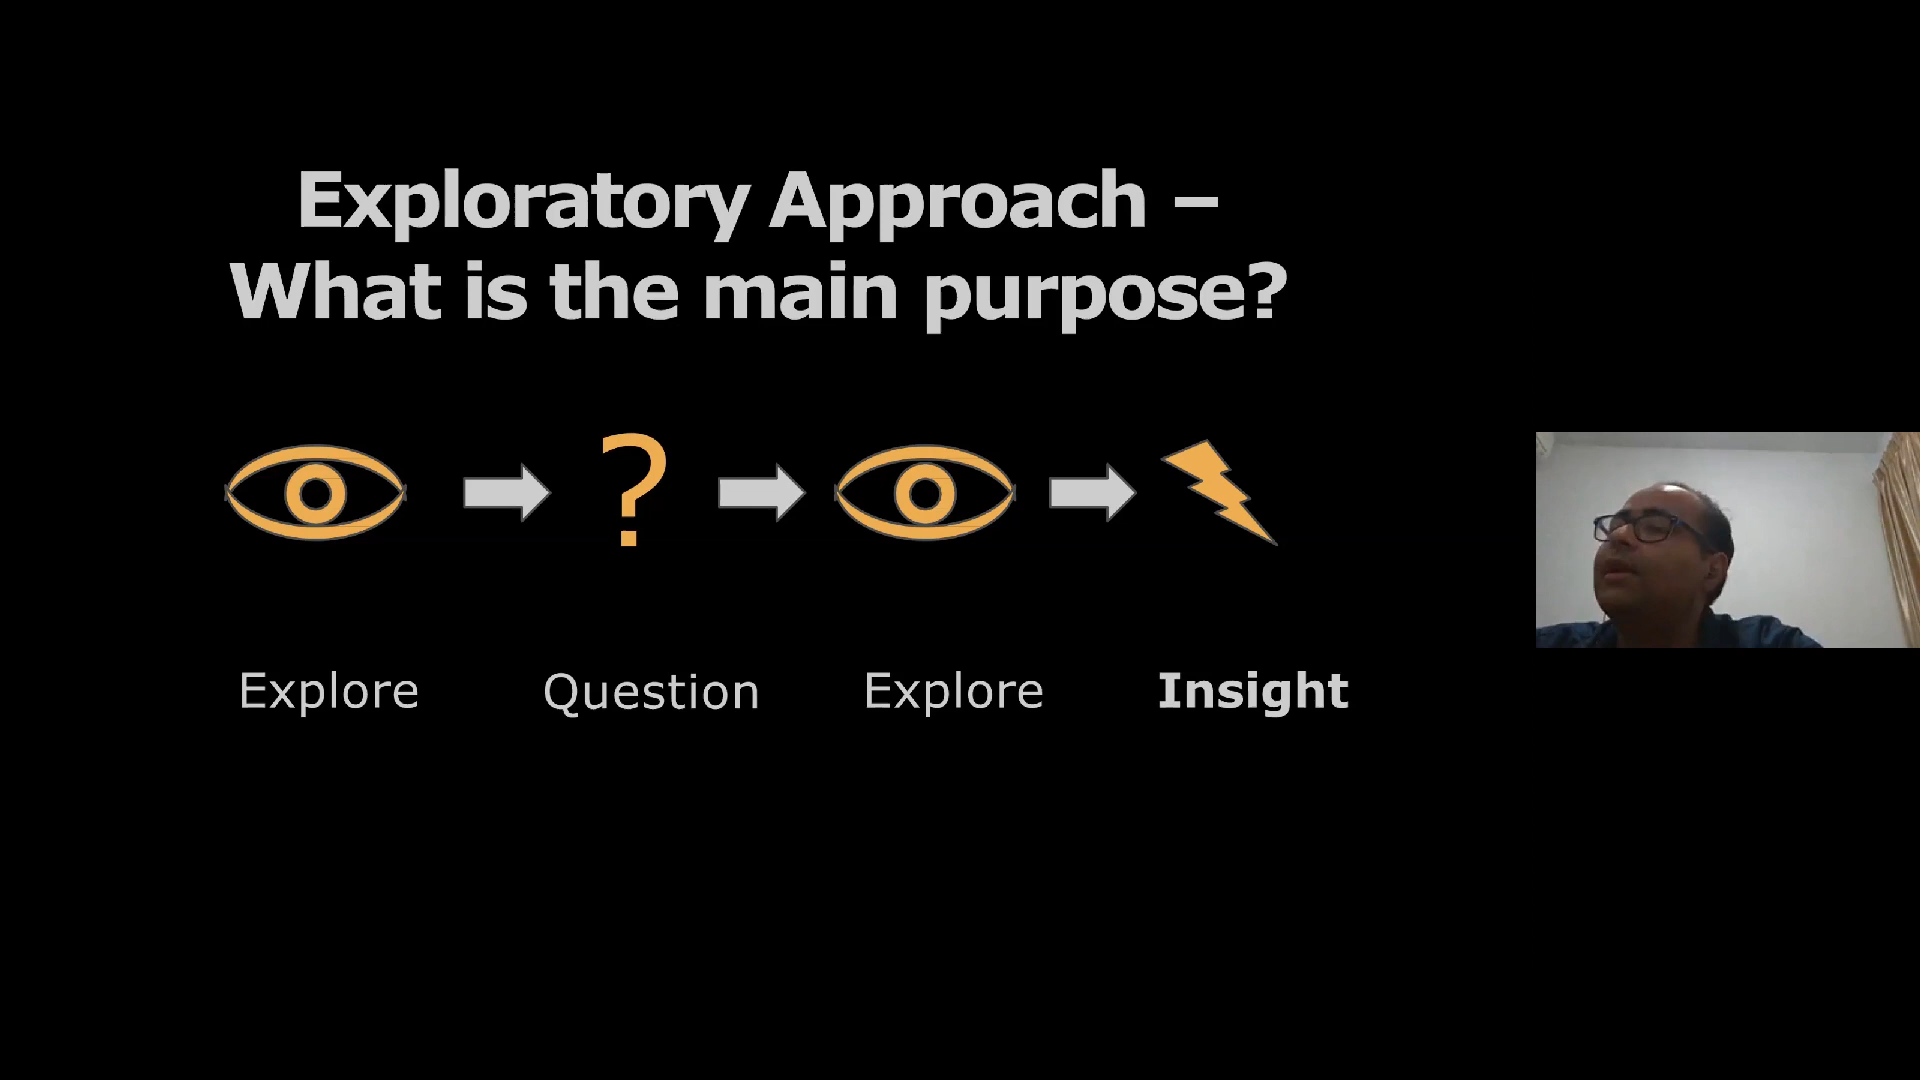 Exploratory Approach –
What is the main purpose?
?
Explore Question Explore Insight